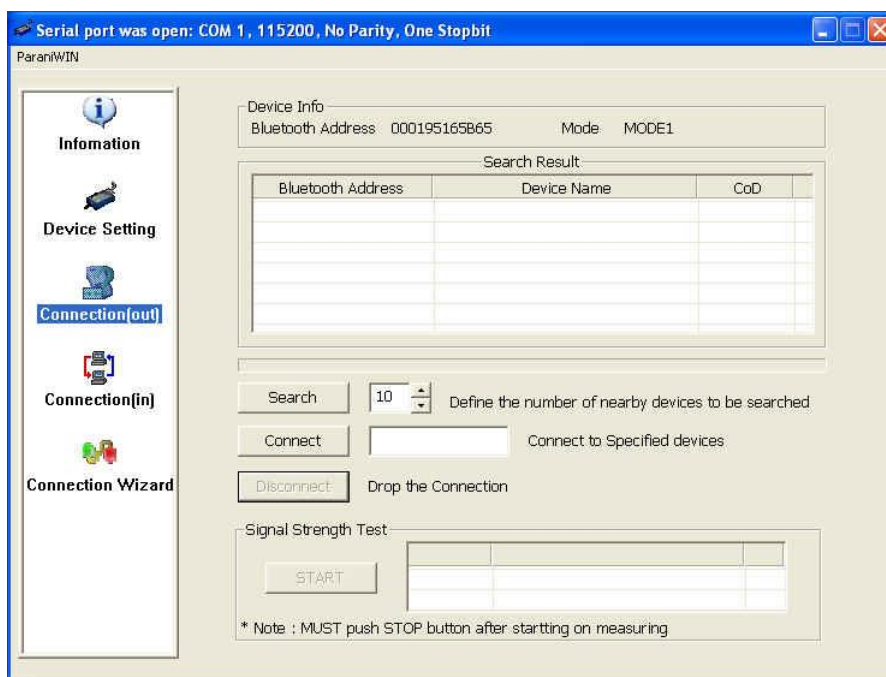 Serial port was open: COM 1, 115200, No Parity, One Stopbit
ParaniWIN
Infomation
Device Setting
Connection(out)
Connection(in)
Connection Wizard
Device Info
Bluetooth Address 000195165B65 Mode MODE1
Search Result
Bluetooth Address Device Name CoD
Search 10 Define the number of nearby devices to be searched
Connect Connect to Specified devices
Disconnect Drop the Connection
Signal Strength Test
START
* Note : MUST push STOP button after startting on measuring